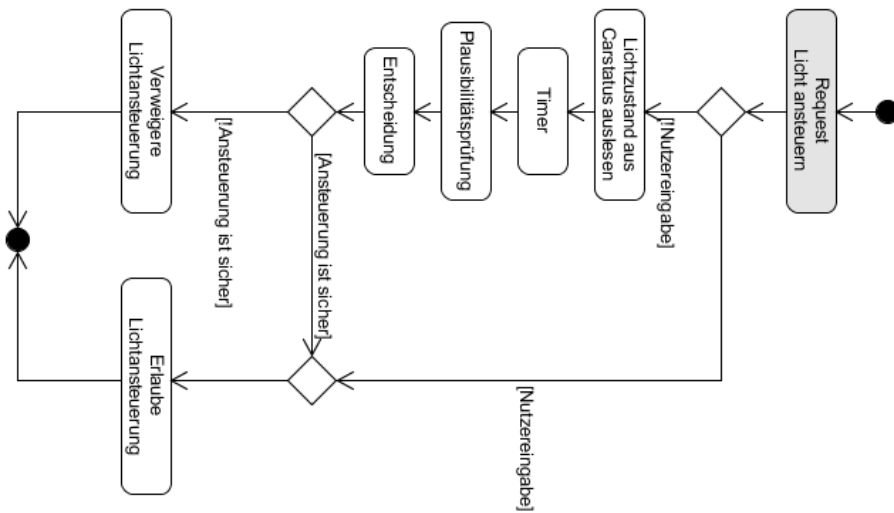 Request
Licht ansteuern
[!Nutzereingabe]
[Nutzereingabe]
Lichtzustand aus
Carstatus auslesen
Timer
Plausibilitätsprüfung
Entscheidung
[Ansteuerung ist sicher]
[!Ansteuerung ist sicher]
Verweigere
Lichtansteuerung
Erlaube
Lichtansteuerung